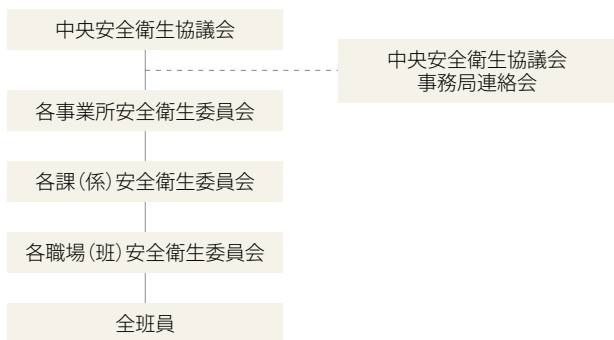 中央安全衛生協議会
中央安全衛生協議会
事務局連絡会
各事業所安全衛生委員会
各課(係)安全衛生委員会
各職場(班)安全衛生委員会
全班員